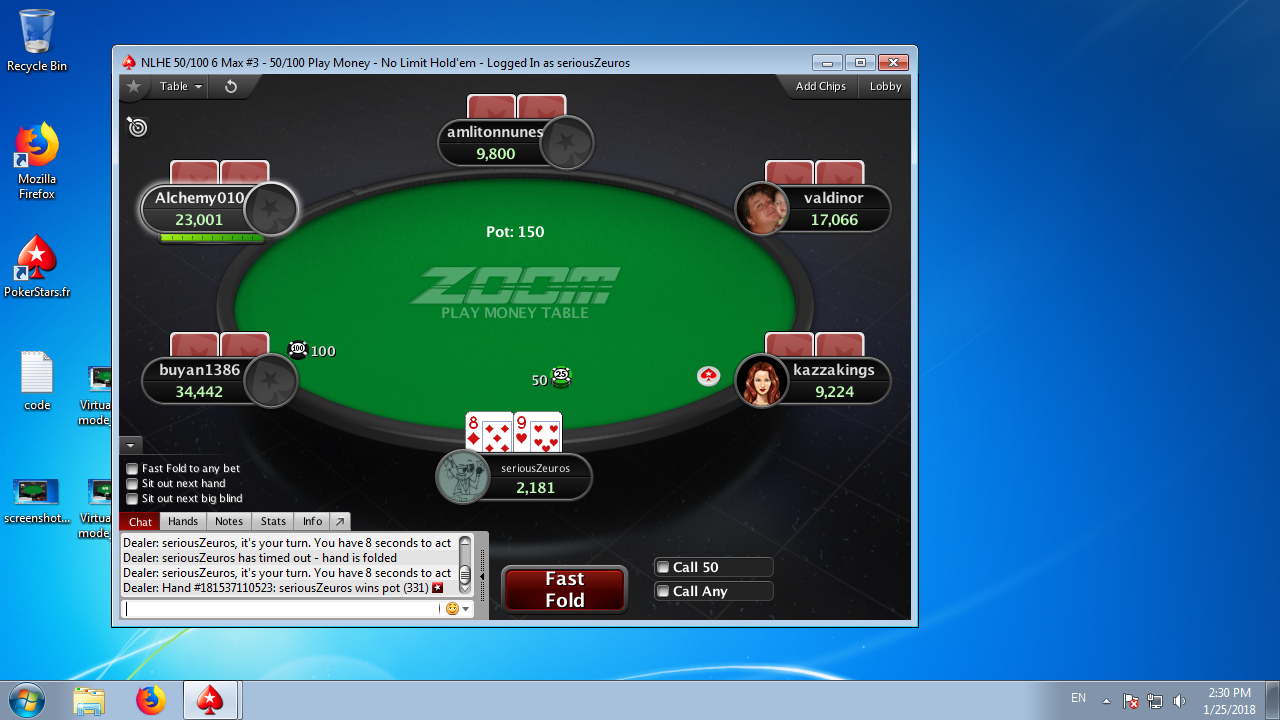 Recycle Bin
Mozilla
Firefox
PokerStars.fr
code
Virtua
mode_
screenshot...
Virtua
mode_
NLHE 50/100 6 Max #3 - 50/100 Play Money - No Limit Hold'em - Logged In as seriousZeuros
Table
Add Chips
Lobby
amlitonnunes
9,800
Alchemy010
23,001
valdinor
17,066
Pot: 150
ZOOM
PLAY MONEY TABLE
buyan1386
34,442
100
100
50
25
kazzakings
9,224
8
9
seriousZeuros
2,181
Fast Fold to any bet
Sit out next hand
Sit out next big blind
Chat
Hands
Notes
Stats
Info
Dealer: seriousZeuros, it's your turn. You have 8 seconds to act
Dealer: seriousZeuros has timed out - hand is folded
Dealer: seriousZeuros, it's your turn. You have 8 seconds to act
Dealer: Hand #181537110523: seriousZeuros wins pot (331)
Fast
Fold
Call 50
Call Any
EN
2:30 PM
1/25/2018